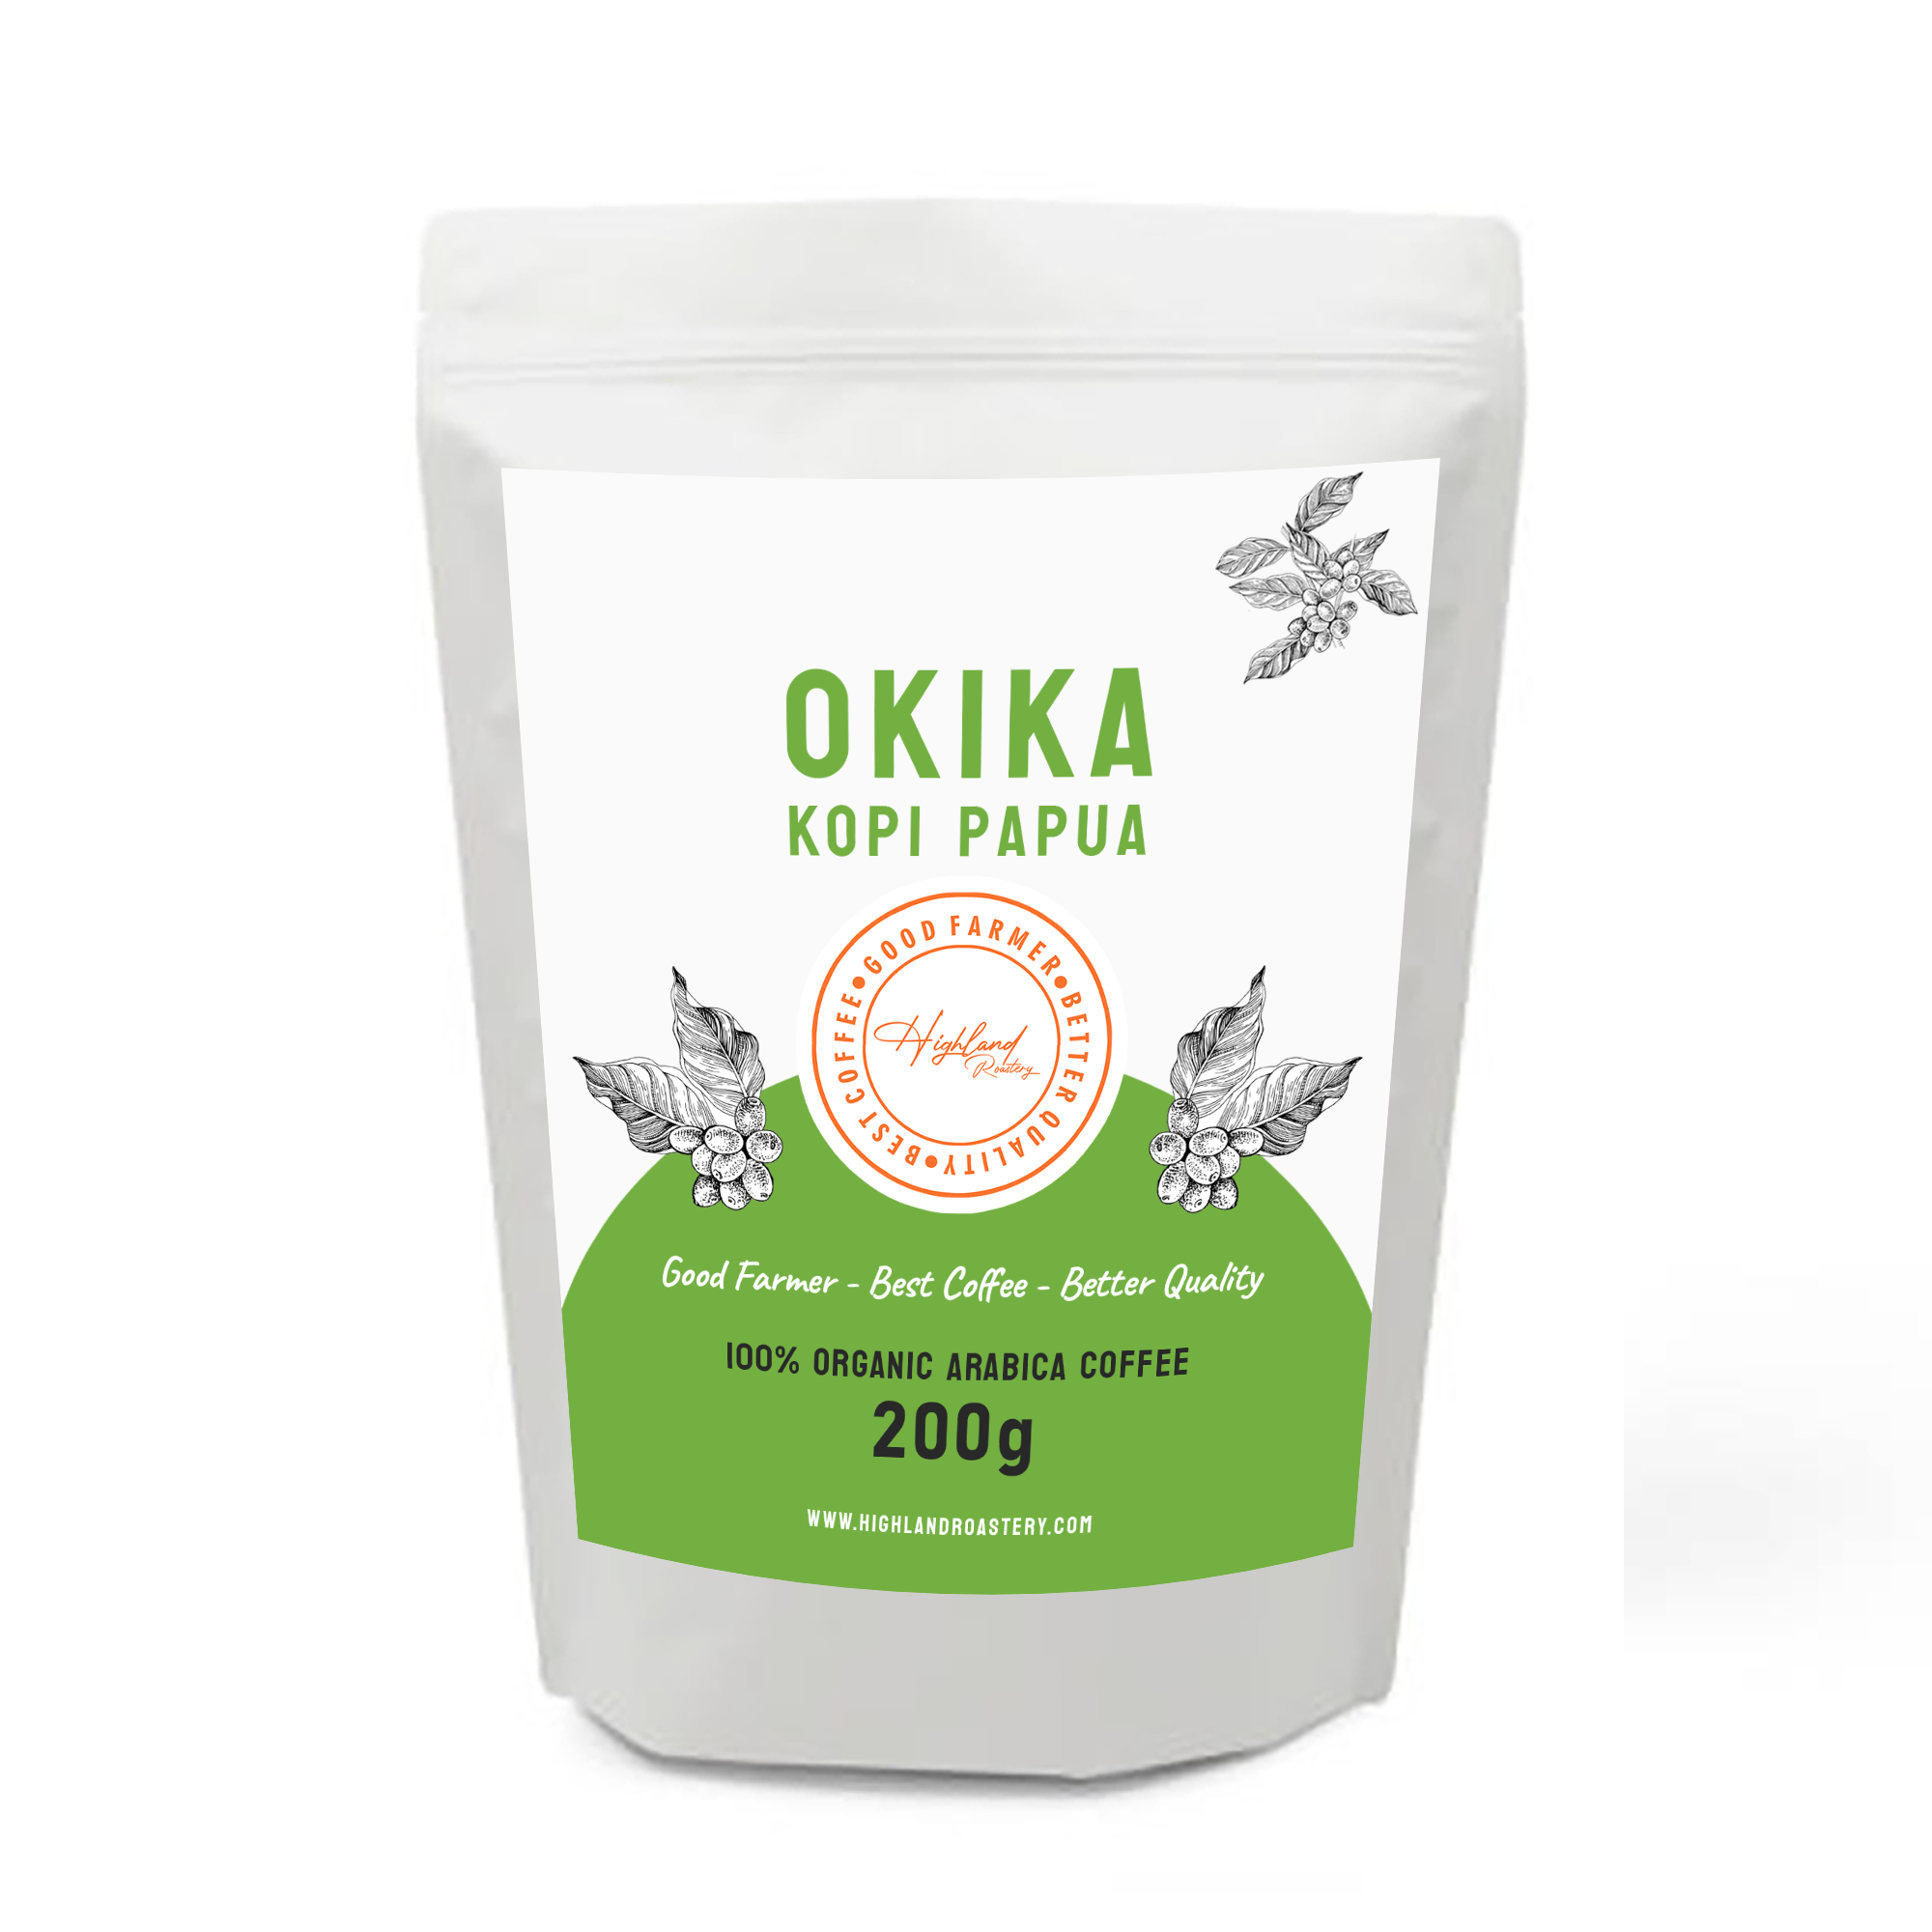 OKIKA
KOPI PAPUA
GOOD FARMER • BETTER QUALITY • BEST COFFEE •
Highland
Roastery
Good Farmer - Best Coffee - Better Quality
100% ORGANIC ARABICA COFFEE
200g
WWW.HIGHLANDROASTERY.COM